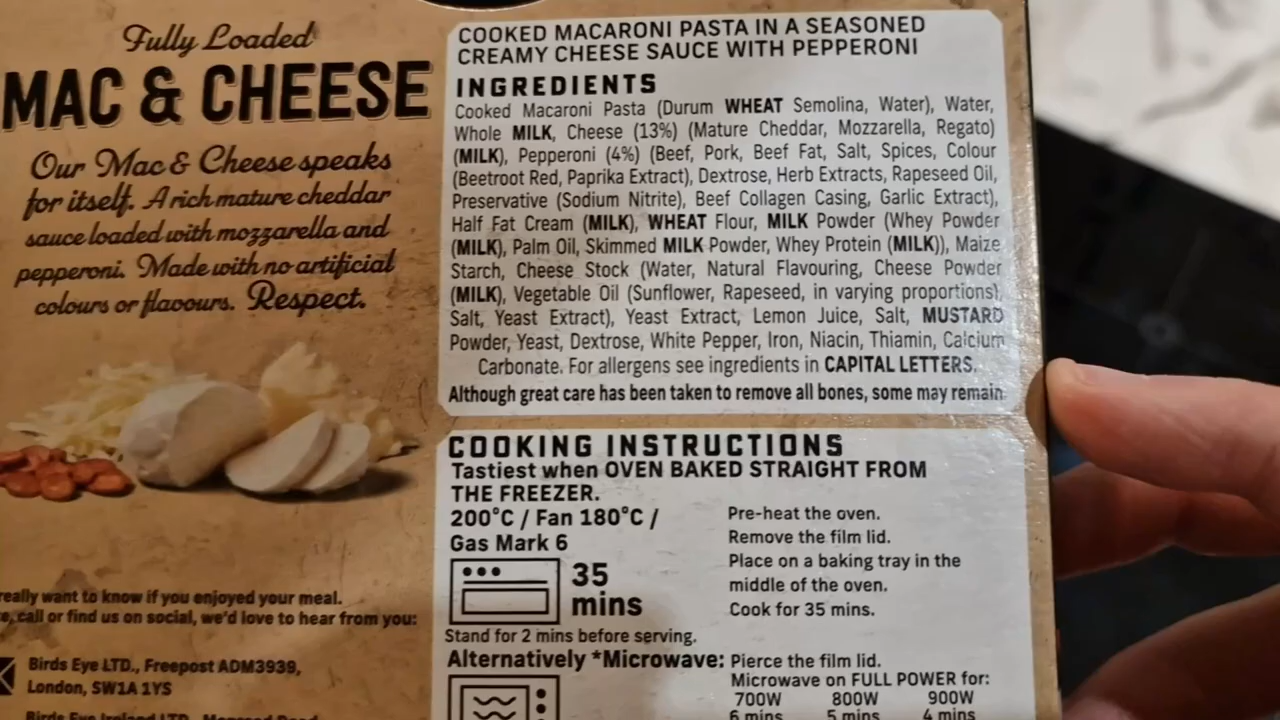 Fully Loaded
MAC & CHEESE
Our Mac & Cheese speaks
for itself. A rich mature cheddar
sauce loaded with mozzarella and
pepperoni. Made with no artificial
colours or flavours. Respect.
really want to know if you enjoyed your meal.
call or find us on social, we'd love to hear from you:
Birds Eye LTD., Freepost ADM3939,
London, SW1A 1YS
Birds Eye Ireland LTD., Road
COOKED MACARONI PASTA IN A SEASONED
CREAMY CHEESE SAUCE WITH PEPPERONI
INGREDIENTS
Cooked Macaroni Pasta (Durum WHEAT Semolina, Water), Water,
Whole MILK, Cheese (13%) (Mature Cheddar, Mozzarella, Regato)
(MILK), Pepperoni (4%) (Beef, Pork, Beef Fat, Salt, Spices, Colour
(Beetroot Red, Paprika Extract), Dextrose, Herb Extracts, Rapeseed Oil,
Preservative (Sodium Nitrite), Beef Collagen Casing, Garlic Extract),
Half Fat Cream (MILK), WHEAT Flour, MILK Powder (Whey Powder
(MILK), Palm Oil, Skimmed MILK Powder, Whey Protein (MILK)), Maize
Starch, Cheese Stock (Water, Natural Flavouring, Cheese Powder
(MILK), Vegetable Oil (Sunflower, Rapeseed, in varying proportions),
Salt, Yeast Extract), Yeast Extract, Lemon Juice, Salt, MUSTARD
Powder, Yeast, Dextrose, White Pepper, Iron, Niacin, Thiamin, Calcium
Carbonate. For allergens see ingredients in CAPITAL LETTERS.
Although great care has been taken to remove all bones, some may remain
COOKING INSTRUCTIONS
Tastiest when OVEN BAKED STRAIGHT FROM
THE FREEZER.
200°C / Fan 180°C /
Gas Mark 6
35
mins
Pre-heat the oven.
Remove the film lid.
Place on a baking tray in the
middle of the oven.
Cook for 35 mins.
Stand for 2 mins before serving.
Alternatively *Microwave: Pierce the film lid.
Microwave on FULL POWER for:
700W 800W 900W
6 mins 5 mins 4 mins